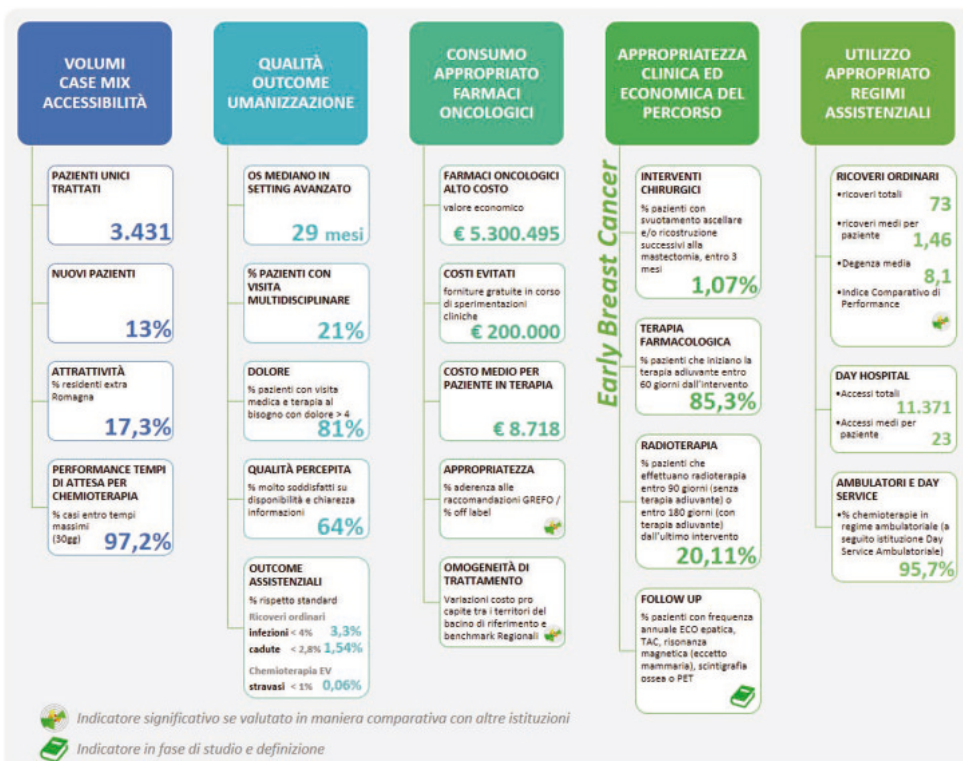 VOLUMI
CASE MIX
ACCESSIBILITÀ
PAZIENTI UNICI
TRATTATI
3.431
NUOVI PAZIENTI
13%
ATTRATTIVITÀ
% residenti extra
Romagna
17,3%
PERFORMANCE TEMPI
DI ATTESA PER
CHEMIOTERAPIA
% casi entro tempi
massimi
(30gg) 97,2%
QUALITÀ
OUTCOME
UMANIZZAZIONE
OS MEDIANO IN
SETTING AVANZATO
29 mesi
% PAZIENTI CON
VISITA
MULTIDISCIPLINARE
21%
DOLORE
% pazienti con visita
medica e terapia al
bisogno con dolore > 4
81%
QUALITÀ PERCEPITA
% molto soddisfatti su
disponibilità e chiarezza
informazioni
64%
OUTCOME
ASSISTENZIALI
% rispetto standard
Ricoveri ordinari
infezioni < 4% 3,3%
cadute < 2,8% 1,54%
Chemioterapia EV
stravasi < 1% 0,06%
CONSUMO
APPROPRIATO
FARMACI
ONCOLOGICI
FARMACI ONCOLOGICI
ALTO COSTO
valore economico
€ 5.300.495
COSTI EVITATI
forniture gratuite in corso
di sperimentazioni
cliniche
€ 200.000
COSTO MEDIO PER
PAZIENTE IN TERAPIA
€ 8.718
APPROPRIATEZZA
% aderenza alle
raccomandazioni GREFO /
% off label
OMOGENEITÀ DI
TRATTAMENTO
Variazioni costo pro
capite tra i territori del
bacino di riferimento e
benchmark Regionali
APPROPRIATEZZA
CLINICA ED
ECONOMICA DEL
PERCORSO
Early Breast Cancer
INTERVENTI
CHIRURGICI
% pazienti con
svuotamento ascellare
e/o ricostruzione
successivi alla
mastectomia, entro 3
mesi
1,07%
TERAPIA
FARMACOLOGICA
% pazienti che iniziano la
terapia adiuvante entro
60 giorni dall'intervento
85,3%
RADIOTERAPIA
% pazienti che
effettuano radioterapia
entro 90 giorni (senza
terapia adiuvante) o
entro 180 giorni (con
terapia adiuvante)
dall'ultimo intervento
20,11%
FOLLOW UP
% pazienti con frequenza
annuale ECO epatica,
TAC, risonanza
magnetica (eccetto
mammaria), scintigrafia
ossea o PET
UTILIZZO
APPROPRIATO
REGIMI
ASSISTENZIALI
RICOVERI ORDINARI
•ricoveri totali
73
•ricoveri medi per
paziente 1,46
•Degenza media
8,1
•Indice Comparativo di
Performance
DAY HOSPITAL
•Accessi totali
11.371
•Accessi medi per
paziente 23
AMBULATORI E DAY
SERVICE
•% chemioterapie in
regime ambulatoriale (a
seguito istituzione Day
Service Ambulatoriale)
95,7%
Indicatore significativo se valutato in maniera comparativa con altre istituzioni
Indicatore in fase di studio e definizione